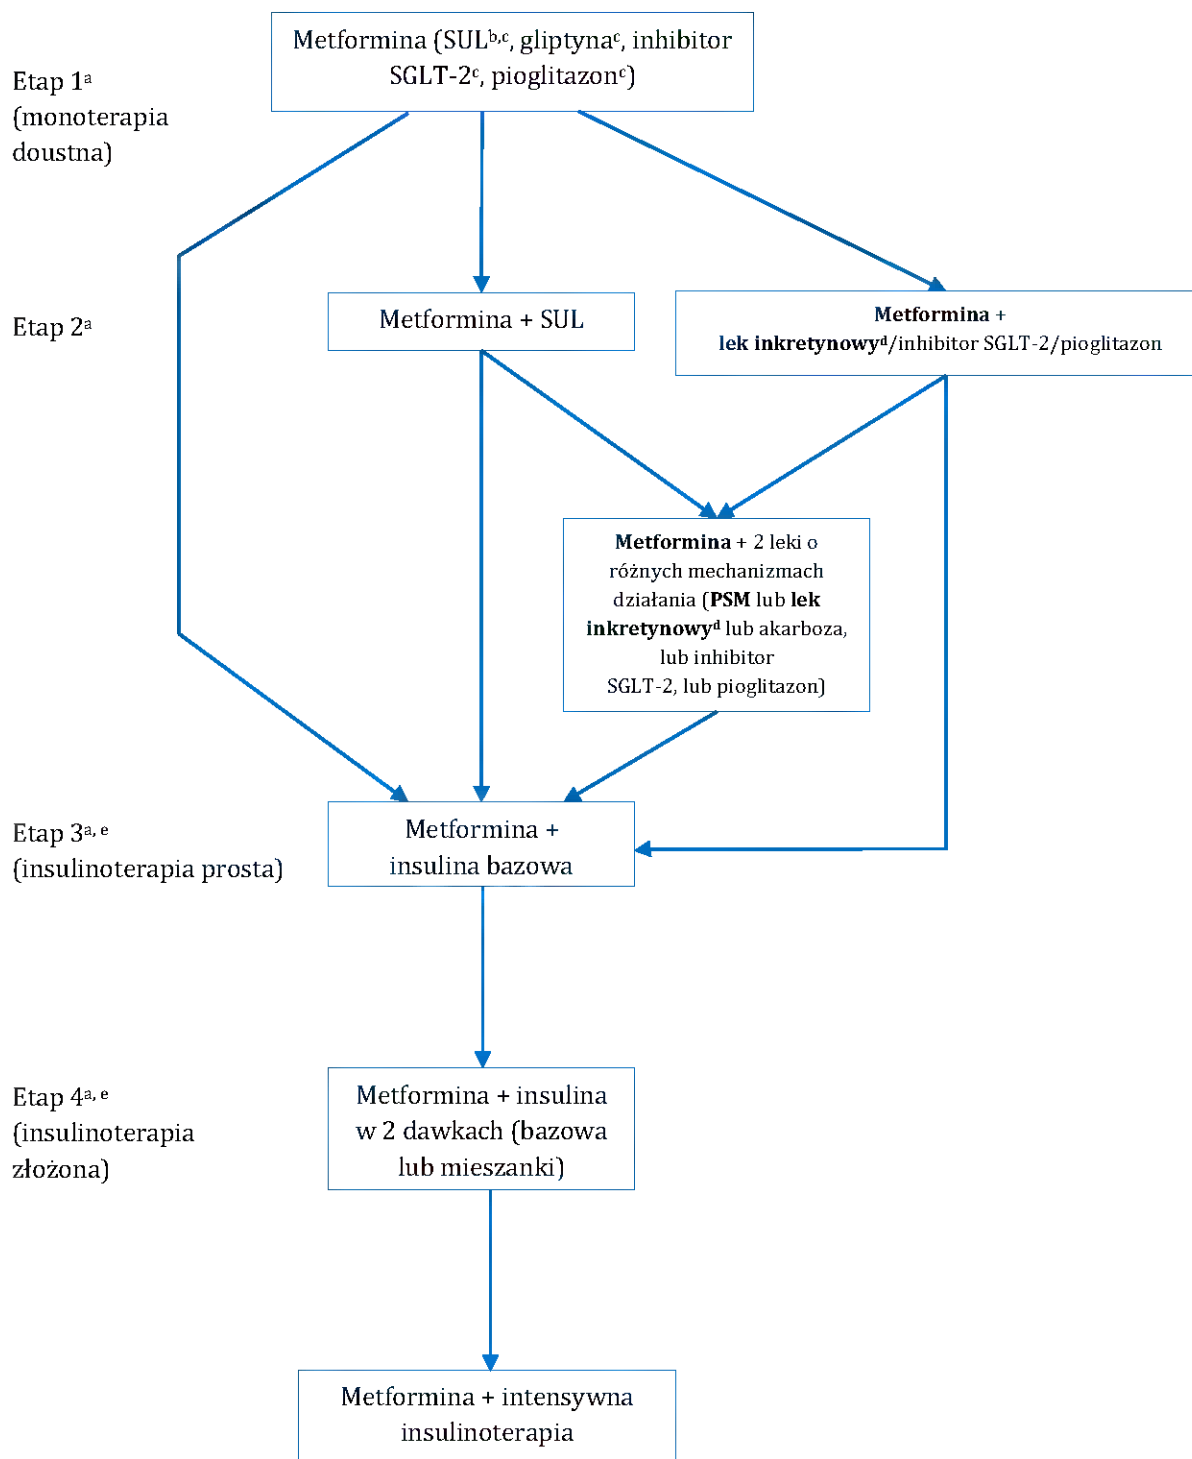 Metformina (SULᵇ,ᶜ, gliptynaᶜ, inhibitor
SGLT-2ᶜ, pioglitazonᶜ)
Etap 1ᵃ
(monoterapia
doustna)
Etap 2ᵃ
Metformina + SUL
Metformina +
lek inkretynowyᵈ/inhibitor SGLT-2/pioglitazon
Metformina + 2 leki o
różnych mechanizmach
działania (PSM lub lek
inkretynowyᵈ lub akarboza,
lub inhibitor
SGLT-2, lub pioglitazon)
Etap 3ᵃ, ᵉ
(insulinoterapia prosta)
Metformina +
insulina bazowa
Etap 4ᵃ, ᵉ
(insulinoterapia
złożona)
Metformina + insulina
w 2 dawkach (bazowa
lub mieszanki)
Metformina + intensywna
insulinoterapia